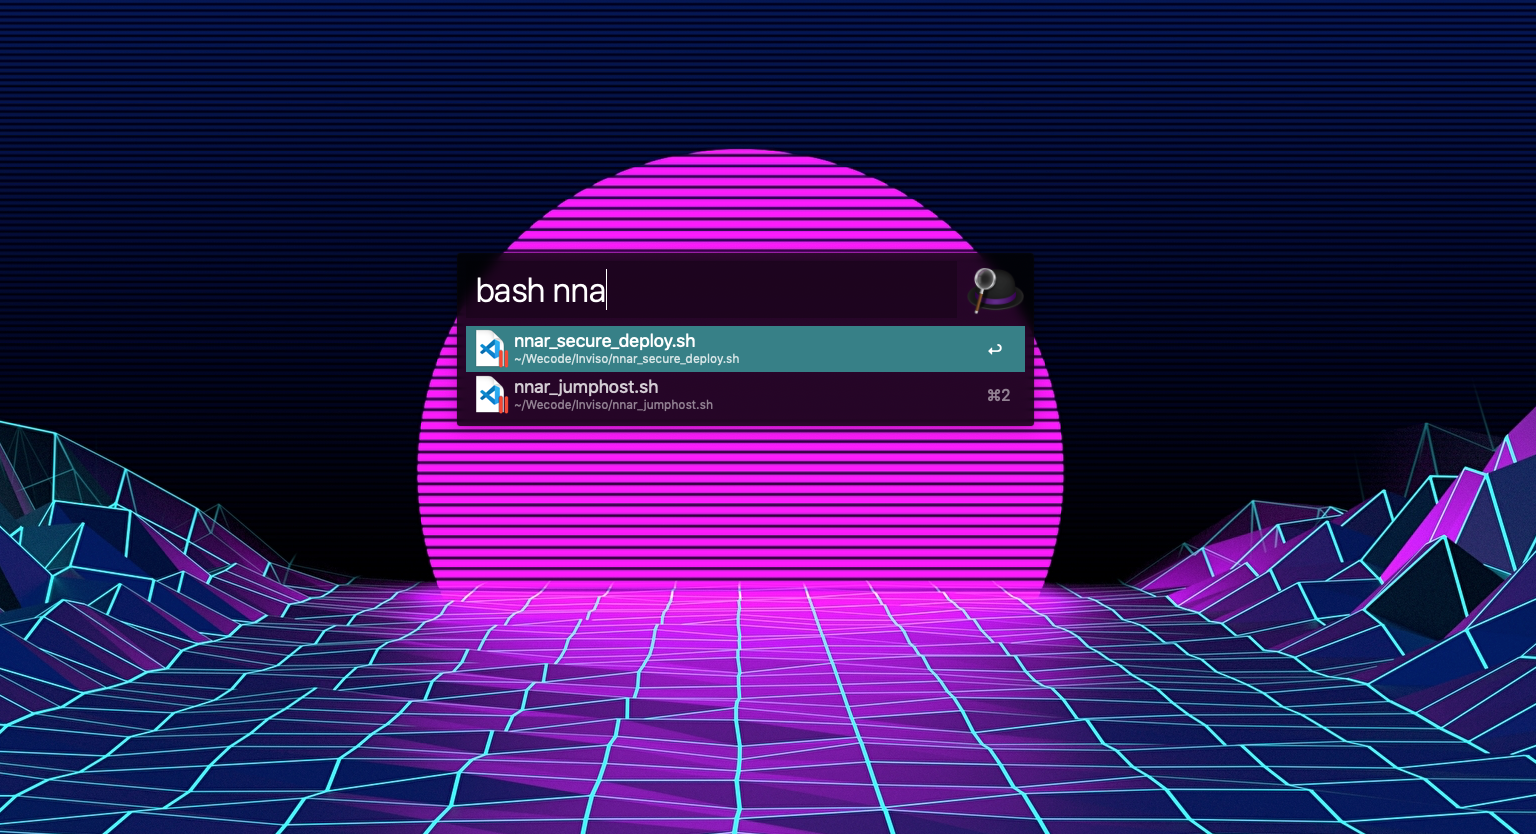 bash nna
nnar_secure_deploy.sh
~/Wecode/Inviso/nnar_secure_deploy.sh
↩
nnar_jumphost.sh
~/Wecode/Inviso/nnar_jumphost.sh
⌘2